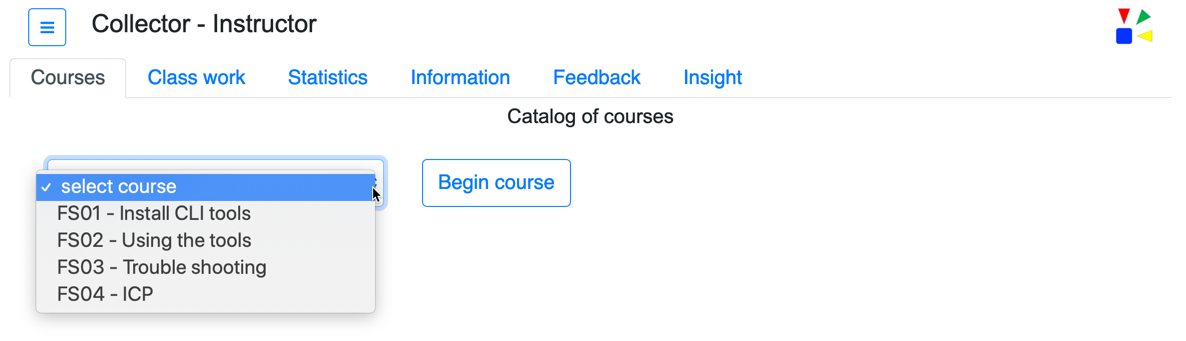 Collector - Instructor
Courses Class work Statistics Information Feedback Insight
Catalog of courses
select course
Begin course
FS01 - Install CLI tools
FS02 - Using the tools
FS03 - Trouble shooting
FS04 - ICP